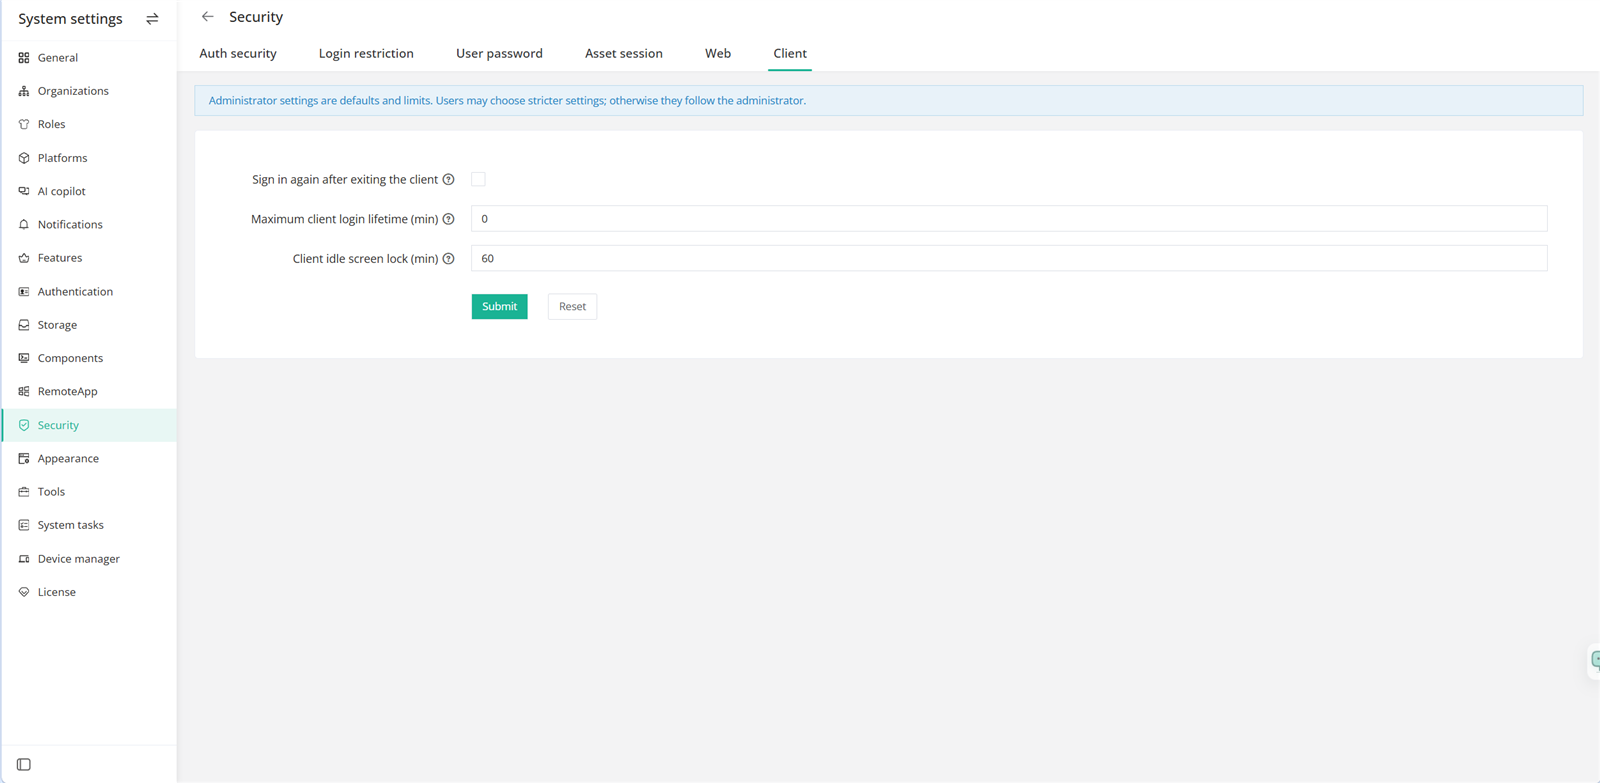 System settings
General
Organizations
Roles
Platforms
AI copilot
Notifications
Features
Authentication
Storage
Components
RemoteApp
Security
Appearance
Tools
System tasks
Device manager
License
Security
Auth security
Login restriction
User password
Asset session
Web
Client
Administrator settings are defaults and limits. Users may choose stricter settings; otherwise they follow the administrator.
Sign in again after exiting the client
Maximum client login lifetime (min)
0
Client idle screen lock (min)
60
Submit
Reset